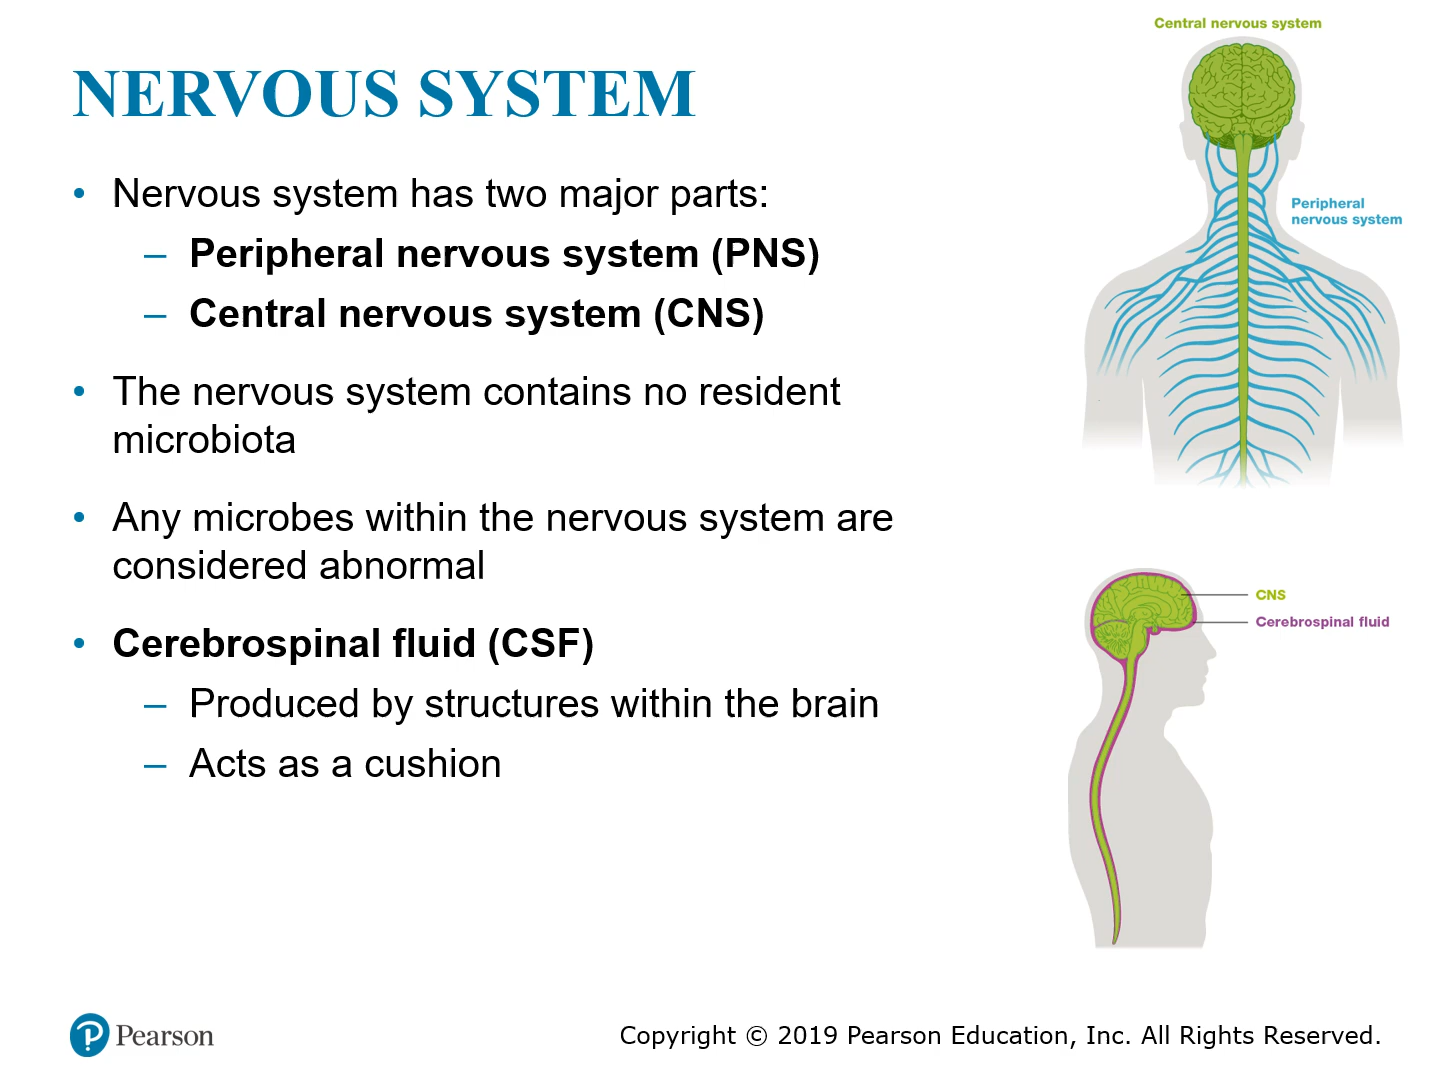 Central nervous system
NERVOUS SYSTEM
• Nervous system has two major parts:
– Peripheral nervous system (PNS)
– Central nervous system (CNS)
• The nervous system contains no resident
microbiota
• Any microbes within the nervous system are
considered abnormal
• Cerebrospinal fluid (CSF)
– Produced by structures within the brain
– Acts as a cushion
Peripheral
nervous system
CNS
Cerebrospinal fluid
Pearson
Copyright © 2019 Pearson Education, Inc. All Rights Reserved.